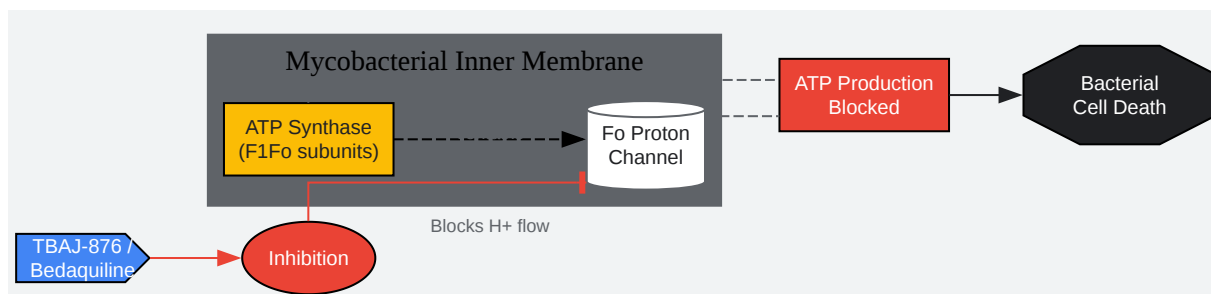 Mycobacterial Inner Membrane
ATP Synthase
(F1Fo subunits)
Fo Proton
Channel
ATP Production
Blocked
Bacterial
Cell Death
Blocks H+ flow
TBAJ-876 /
Bedaquiline
Inhibition